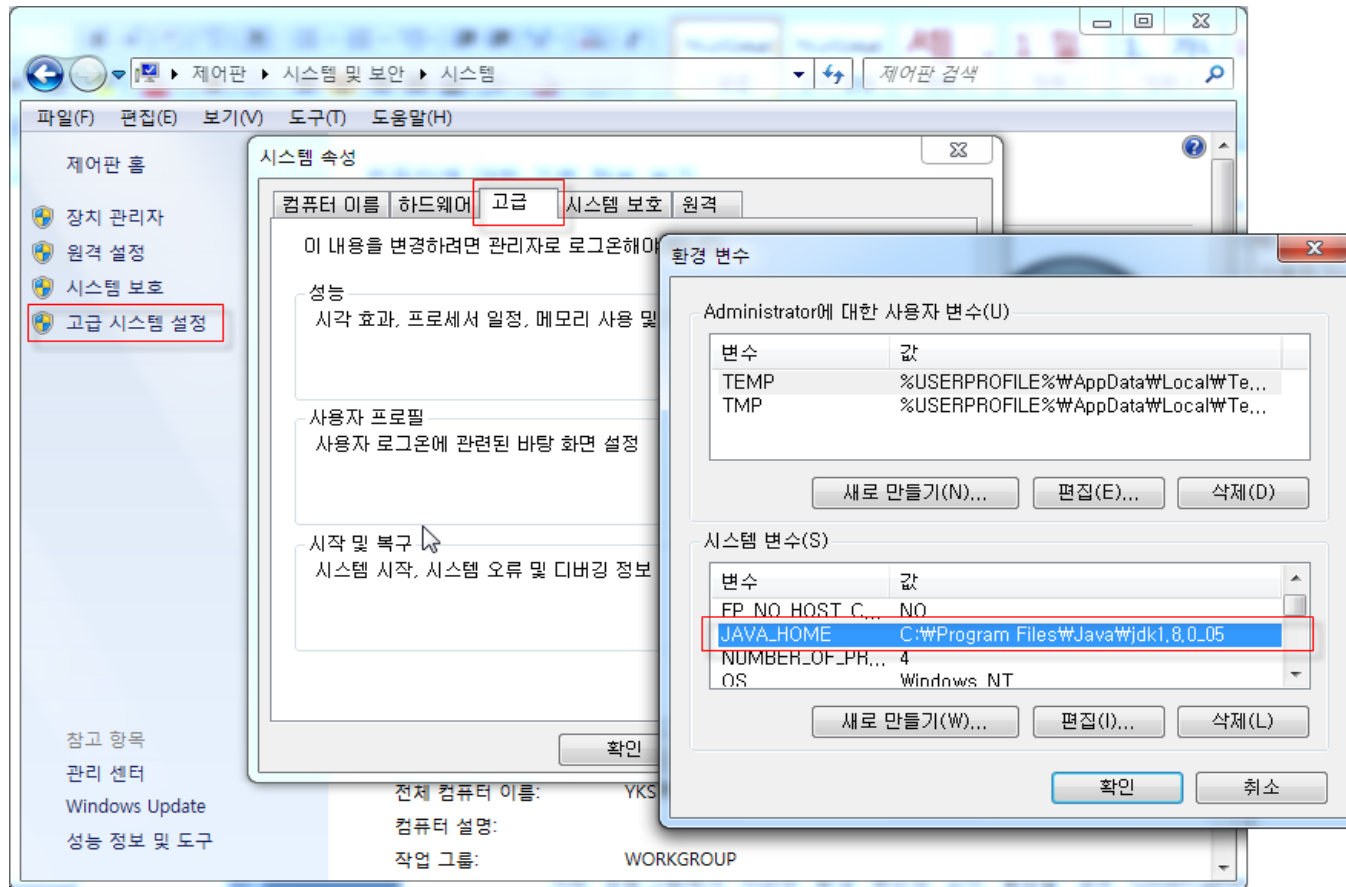 제어판 ▶ 시스템 및 보안 ▶ 시스템
제어판 검색
파일(F) 편집(E) 보기(V) 도구(T) 도움말(H)
제어판 홈
장치 관리자
원격 설정
시스템 보호
고급 시스템 설정
참고 항목
관리 센터
Windows Update
성능 정보 및 도구
시스템 속성
컴퓨터 이름 하드웨어 고급 시스템 보호 원격
이 내용을 변경하려면 관리자로 로그온해야
성능
시각 효과, 프로세서 일정, 메모리 사용 및
사용자 프로필
사용자 로그온에 관련된 바탕 화면 설정
시작 및 복구
시스템 시작, 시스템 오류 및 디버깅 정보
확인
전체 컴퓨터 이름: YKS
컴퓨터 설명:
작업 그룹: WORKGROUP
환경 변수
Administrator에 대한 사용자 변수(U)
변수 값
TEMP %USERPROFILE%₩AppData₩Local₩Te...
TMP %USERPROFILE%₩AppData₩Local₩Te...
새로 만들기(N)... 편집(E)... 삭제(D)
시스템 변수(S)
변수 값
FP_NO_HOST_C... NO
JAVA_HOME C:₩Program Files₩Java₩jdk1.8.0_05
NUMBER_OF_PR... 4
OS Windows_NT
새로 만들기(W)... 편집(I)... 삭제(L)
확인 취소